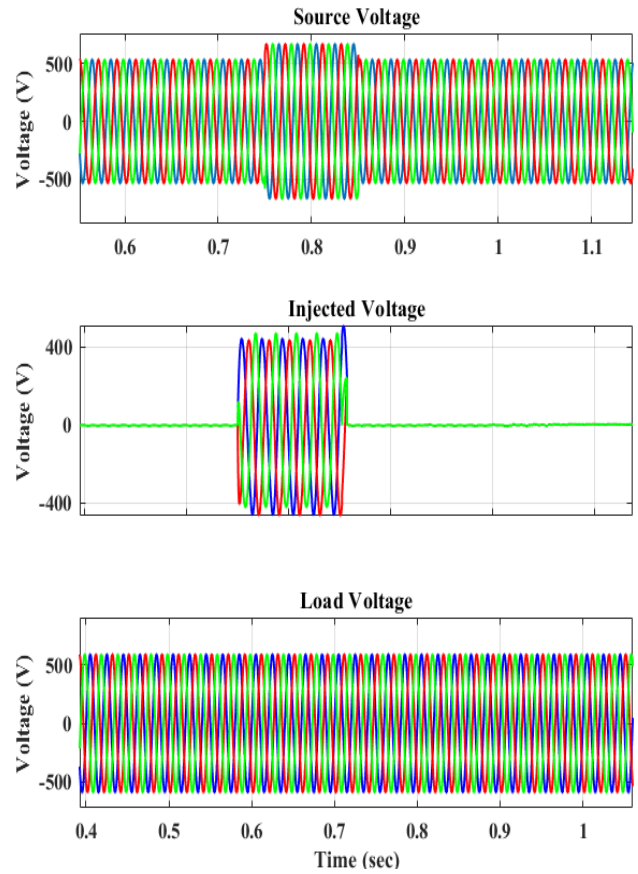 Source Voltage
Voltage (V)
500
0
-500
0.6 0.7 0.8 0.9 1 1.1
Injected Voltage
Voltage (V)
400
0
-400
Load Voltage
Voltage (V)
500
0
-500
0.4 0.5 0.6 0.7 0.8 0.9 1
Time (sec)